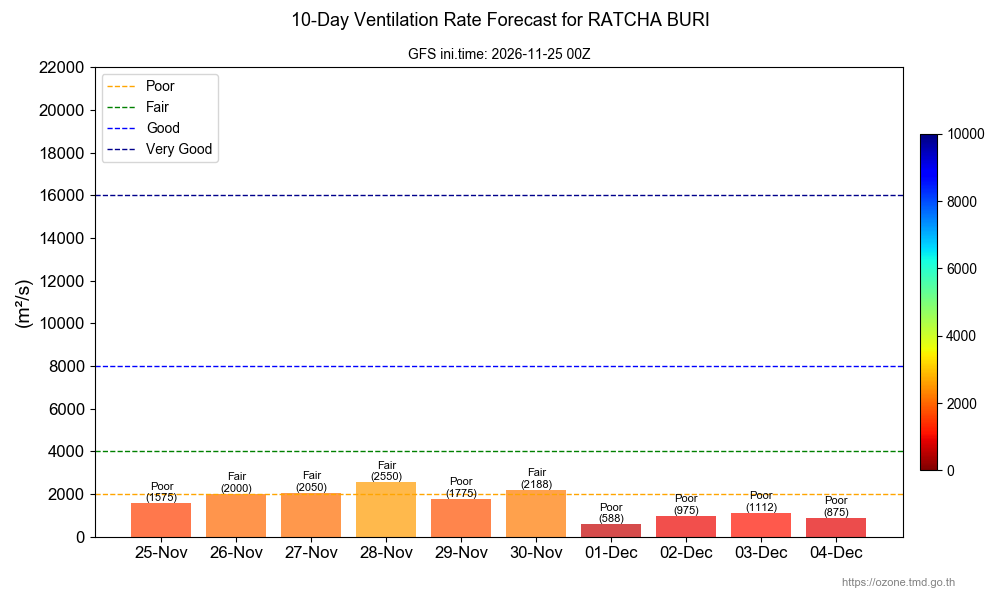 10-Day Ventilation Rate Forecast for RATCHA BURI
GFS ini.time: 2026-11-25 00Z
22000
20000
18000
16000
14000
12000
10000
8000
6000
4000
2000
0
(m²/s)
Poor
Fair
Good
Very Good
Poor
(1575)
Fair
(2000)
Fair
(2050)
Fair
(2550)
Poor
(1775)
Fair
(2188)
Poor
(588)
Poor
(975)
Poor
(1112)
Poor
(875)
25-Nov
26-Nov
27-Nov
28-Nov
29-Nov
30-Nov
01-Dec
02-Dec
03-Dec
04-Dec
10000
8000
6000
4000
2000
0
https://ozone.tmd.go.th